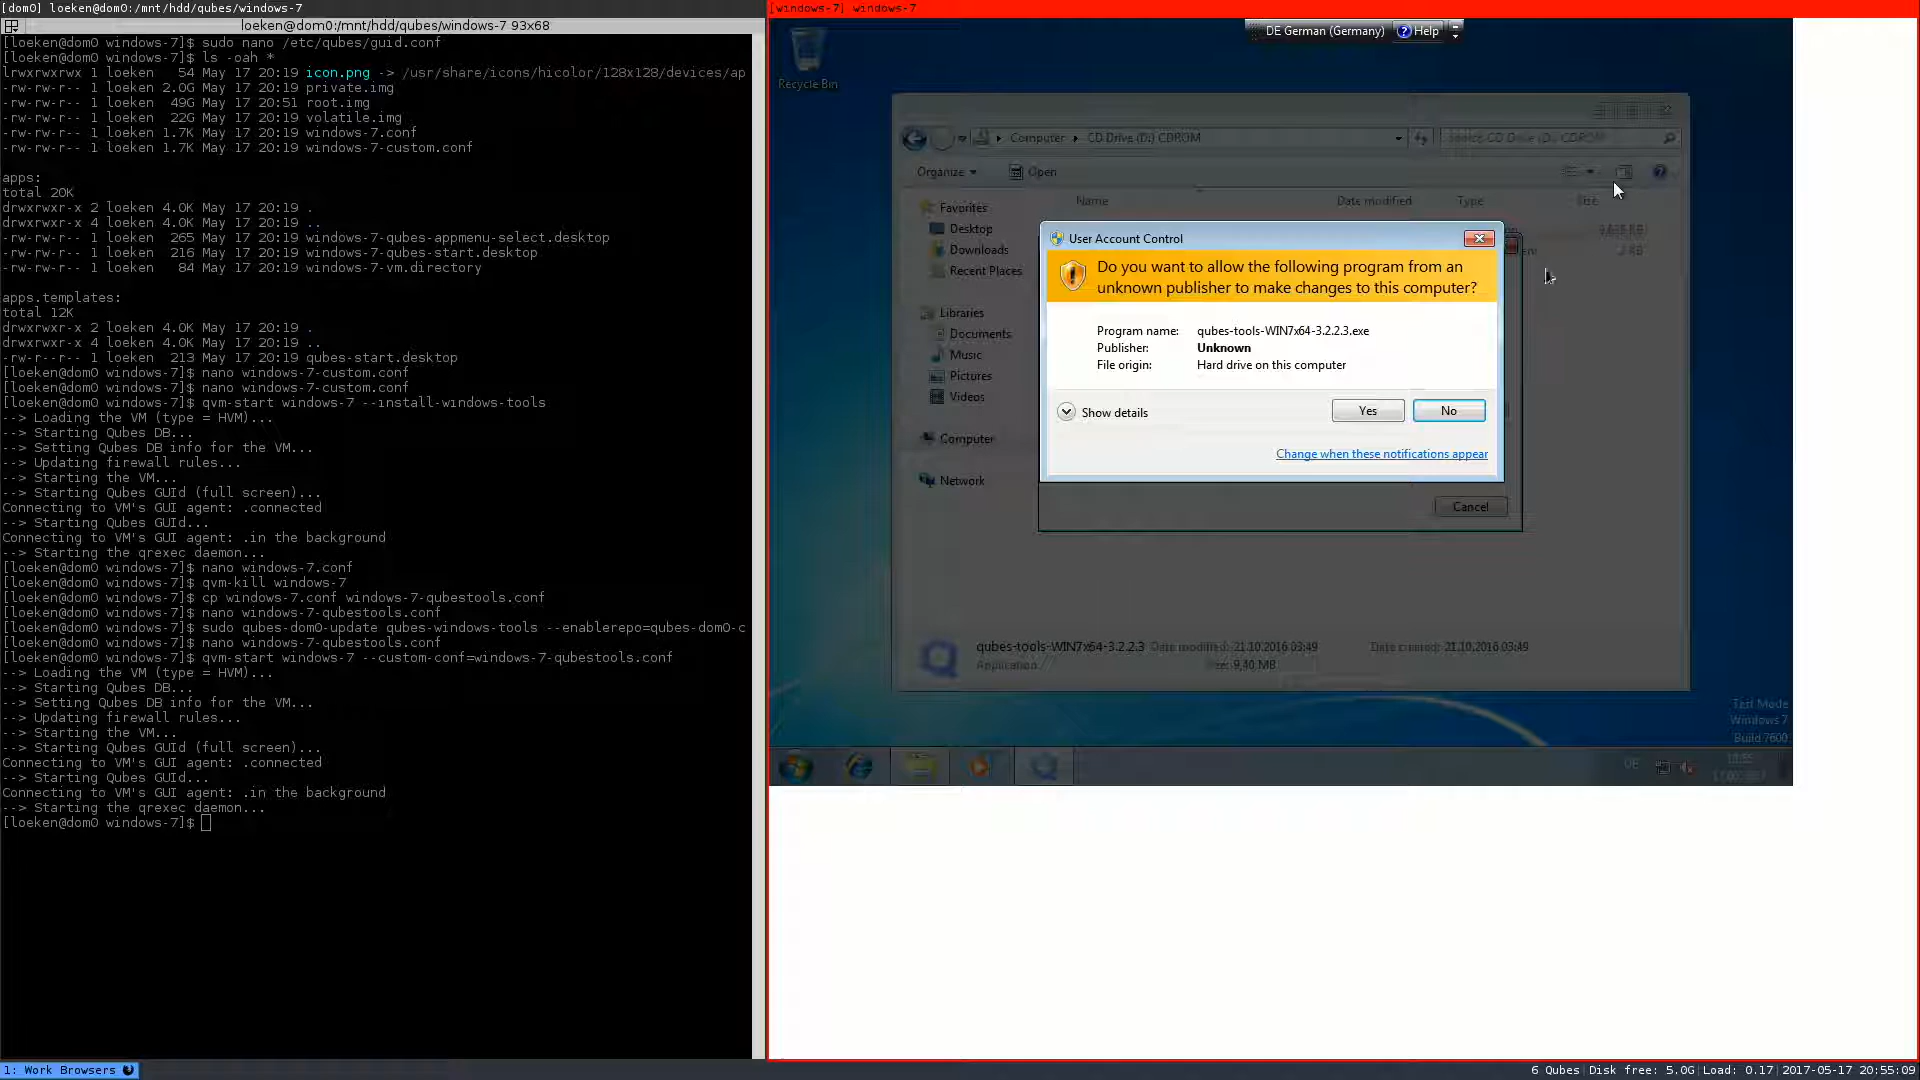 [dom0] loeken@dom0:/mnt/hdd/qubes/windows-7
loeken@dom0:/mnt/hdd/qubes/windows-7 93x68
[loeken@dom0 windows-7]$ sudo nano /etc/qubes/guid.conf
[loeken@dom0 windows-7]$ ls -oah *
lrwxrwxrwx 1 loeken   54 May 17 20:19 icon.png -> /usr/share/icons/hicolor/128x128/devices/ap
-rw-rw-r-- 1 loeken 2.0G May 17 20:19 private.img
-rw-rw-r-- 1 loeken  49G May 17 20:51 root.img
-rw-rw-r-- 1 loeken  22G May 17 20:19 volatile.img
-rw-rw-r-- 1 loeken 1.7K May 17 20:19 windows-7.conf
-rw-rw-r-- 1 loeken 1.7K May 17 20:19 windows-7-custom.conf
apps:
total 20K
drwxrwxr-x 2 loeken 4.0K May 17 20:19 .
drwxrwxr-x 4 loeken 4.0K May 17 20:19 ..
-rw-rw-r-- 1 loeken  265 May 17 20:19 windows-7-qubes-appmenu-select.desktop
-rw-rw-r-- 1 loeken  216 May 17 20:19 windows-7-qubes-start.desktop
-rw-rw-r-- 1 loeken   84 May 17 20:19 windows-7-vm.directory
apps.templates:
total 12K
drwxrwxr-x 2 loeken 4.0K May 17 20:19 .
drwxrwxr-x 4 loeken 4.0K May 17 20:19 ..
-rw-r--r-- 1 loeken  213 May 17 20:19 qubes-start.desktop
[loeken@dom0 windows-7]$ nano windows-7-custom.conf
[loeken@dom0 windows-7]$ nano windows-7-custom.conf
[loeken@dom0 windows-7]$ qvm-start windows-7 --install-windows-tools
--> Loading the VM (type = HVM)...
--> Starting Qubes DB...
--> Setting Qubes DB info for the VM...
--> Updating firewall rules...
--> Starting the VM...
--> Starting Qubes GUId (full screen)...
Connecting to VM's GUI agent: .connected
--> Starting Qubes GUId...
Connecting to VM's GUI agent: .in the background
--> Starting the qrexec daemon...
[loeken@dom0 windows-7]$ nano windows-7.conf
[loeken@dom0 windows-7]$ qvm-kill windows-7
[loeken@dom0 windows-7]$ cp windows-7.conf windows-7-qubestools.conf
[loeken@dom0 windows-7]$ nano windows-7-qubestools.conf
[loeken@dom0 windows-7]$ sudo qubes-dom0-update qubes-windows-tools --enablerepo=qubes-dom0-c
[loeken@dom0 windows-7]$ nano windows-7-qubestools.conf
[loeken@dom0 windows-7]$ qvm-start windows-7 --custom-conf=windows-7-qubestools.conf
--> Loading the VM (type = HVM)...
--> Starting Qubes DB...
--> Setting Qubes DB info for the VM...
--> Updating firewall rules...
--> Starting the VM...
--> Starting Qubes GUId (full screen)...
Connecting to VM's GUI agent: .connected
--> Starting Qubes GUId...
Connecting to VM's GUI agent: .in the background
--> Starting the qrexec daemon...
[loeken@dom0 windows-7]$
[windows-7] windows-7
DE German (Germany) Help
Recycle Bin
Computer CD Drive (D:) CDROM
CD Drive (D:) CDROM
Organize Open
Name Date modified Type Size
Favorites
Desktop
Downloads
Recent Places
Libraries
Documents
Music
Pictures
Videos
Computer
Network
User Account Control
Do you want to allow the following program from an
unknown publisher to make changes to this computer?
Program name: qubes-tools-WIN7x64-3.2.2.3.exe
Publisher: Unknown
File origin: Hard drive on this computer
Show details Yes No
Change when these notifications appear
Cancel
qubes-tools-WIN7x64-3.2.2.3 Date modified: 21.10.2016 03:49 Date created: 21.10.2016 03:49
Application Size: 9,40 MB
Test Mode
Windows 7
Build 7600
DE
1: Work Browsers
6 Qubes Disk free: 5.0G Load: 0.17 2017-05-17 20:55:09